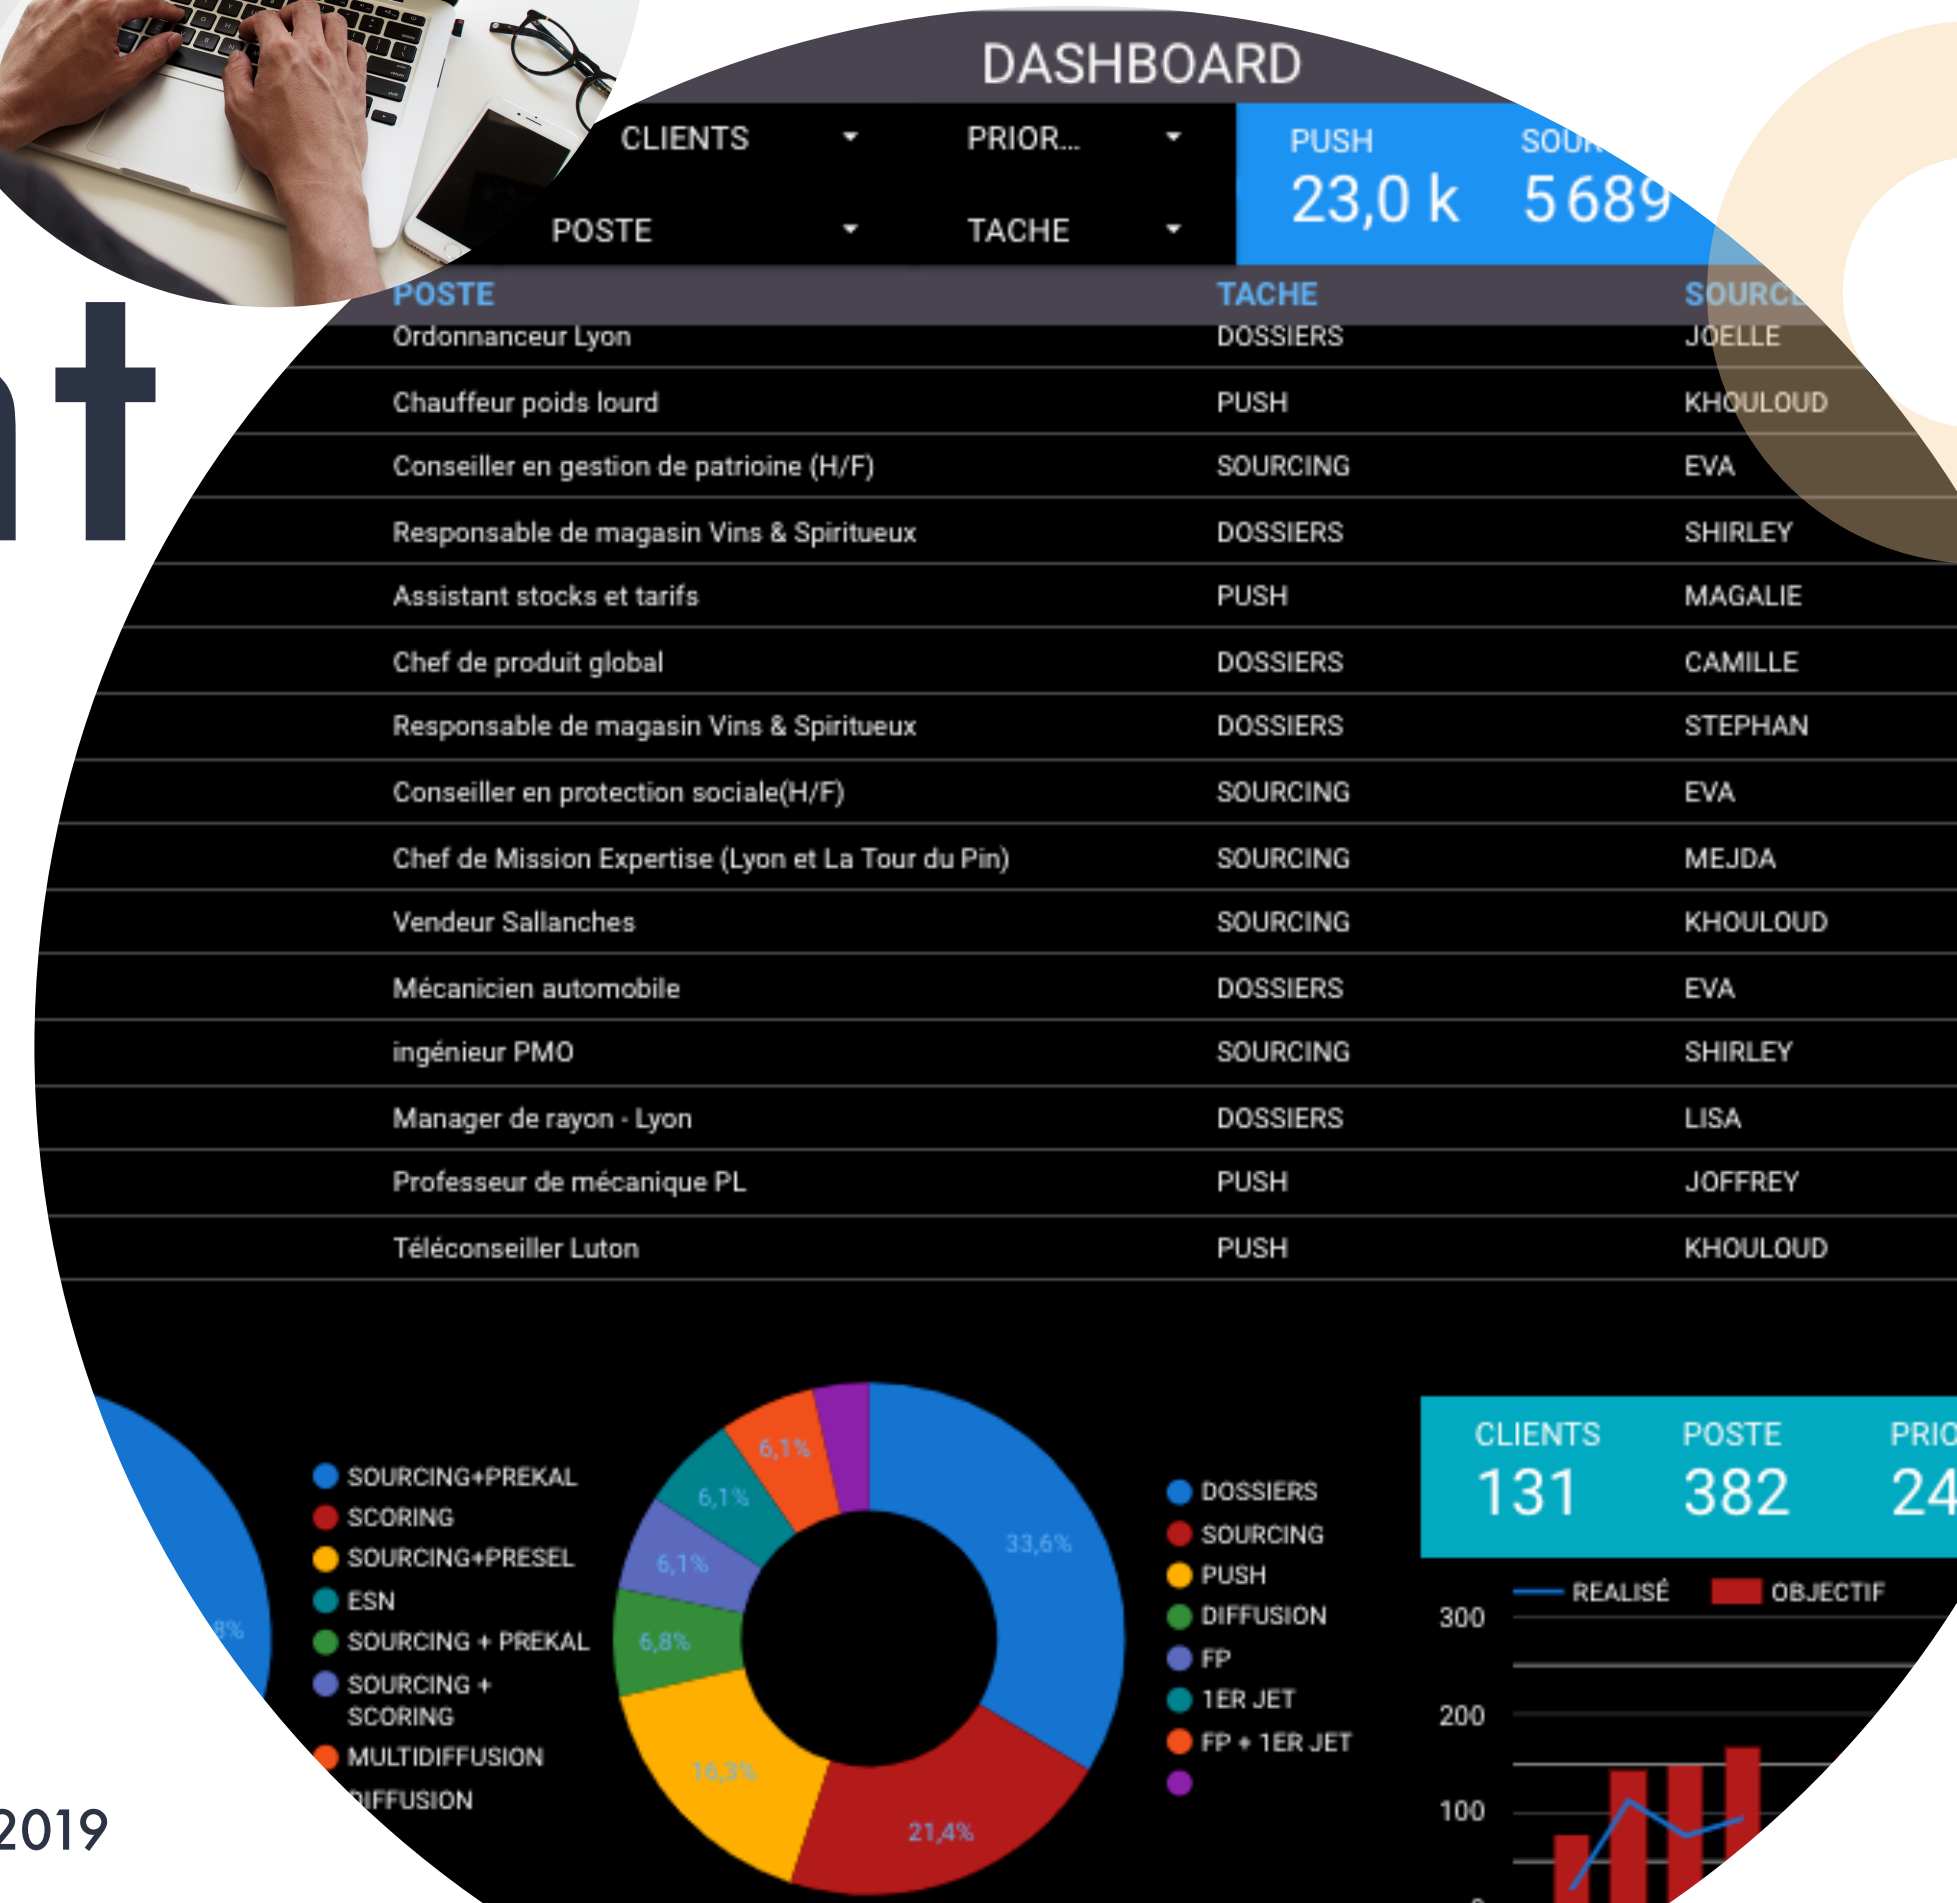 DASHBOARD
CLIENTS PRIOR...
POSTE TACHE
PUSH
23,0 k 5 689
POSTE TACHE
Ordonnanceur Lyon DOSSIERS JOELLE
Chauffeur poids lourd PUSH KHOULOUD
Conseiller en gestion de patrioine (H/F) SOURCING EVA
Responsable de magasin Vins & Spiritueux DOSSIERS SHIRLEY
Assistant stocks et tarifs PUSH MAGALIE
Chef de produit global DOSSIERS CAMILLE
Responsable de magasin Vins & Spiritueux DOSSIERS STEPHAN
Conseiller en protection sociale(H/F) SOURCING EVA
Chef de Mission Expertise (Lyon et La Tour du Pin) SOURCING MEJDA
Vendeur Sallanches SOURCING KHOULOUD
Mécanicien automobile DOSSIERS EVA
ingénieur PMO SOURCING SHIRLEY
Manager de rayon - Lyon DOSSIERS LISA
Professeur de mécanique PL PUSH JOFFREY
Téléconseiller Luton PUSH KHOULOUD
SOURCING+PREKAL
SCORING
SOURCING+PRESEL
ESN
SOURCING + PREKAL
SOURCING +
SCORING
MULTIDIFFUSION
DIFFUSION
33,6%
21,4%
16,3%
6,8%
6,1%
6,1%
6,1%
DOSSIERS
SOURCING
PUSH
DIFFUSION
FP
1ER JET
FP + 1ER JET
CLIENTS POSTE
131 382
REALISÉ OBJECTIF
300
200
100
2019